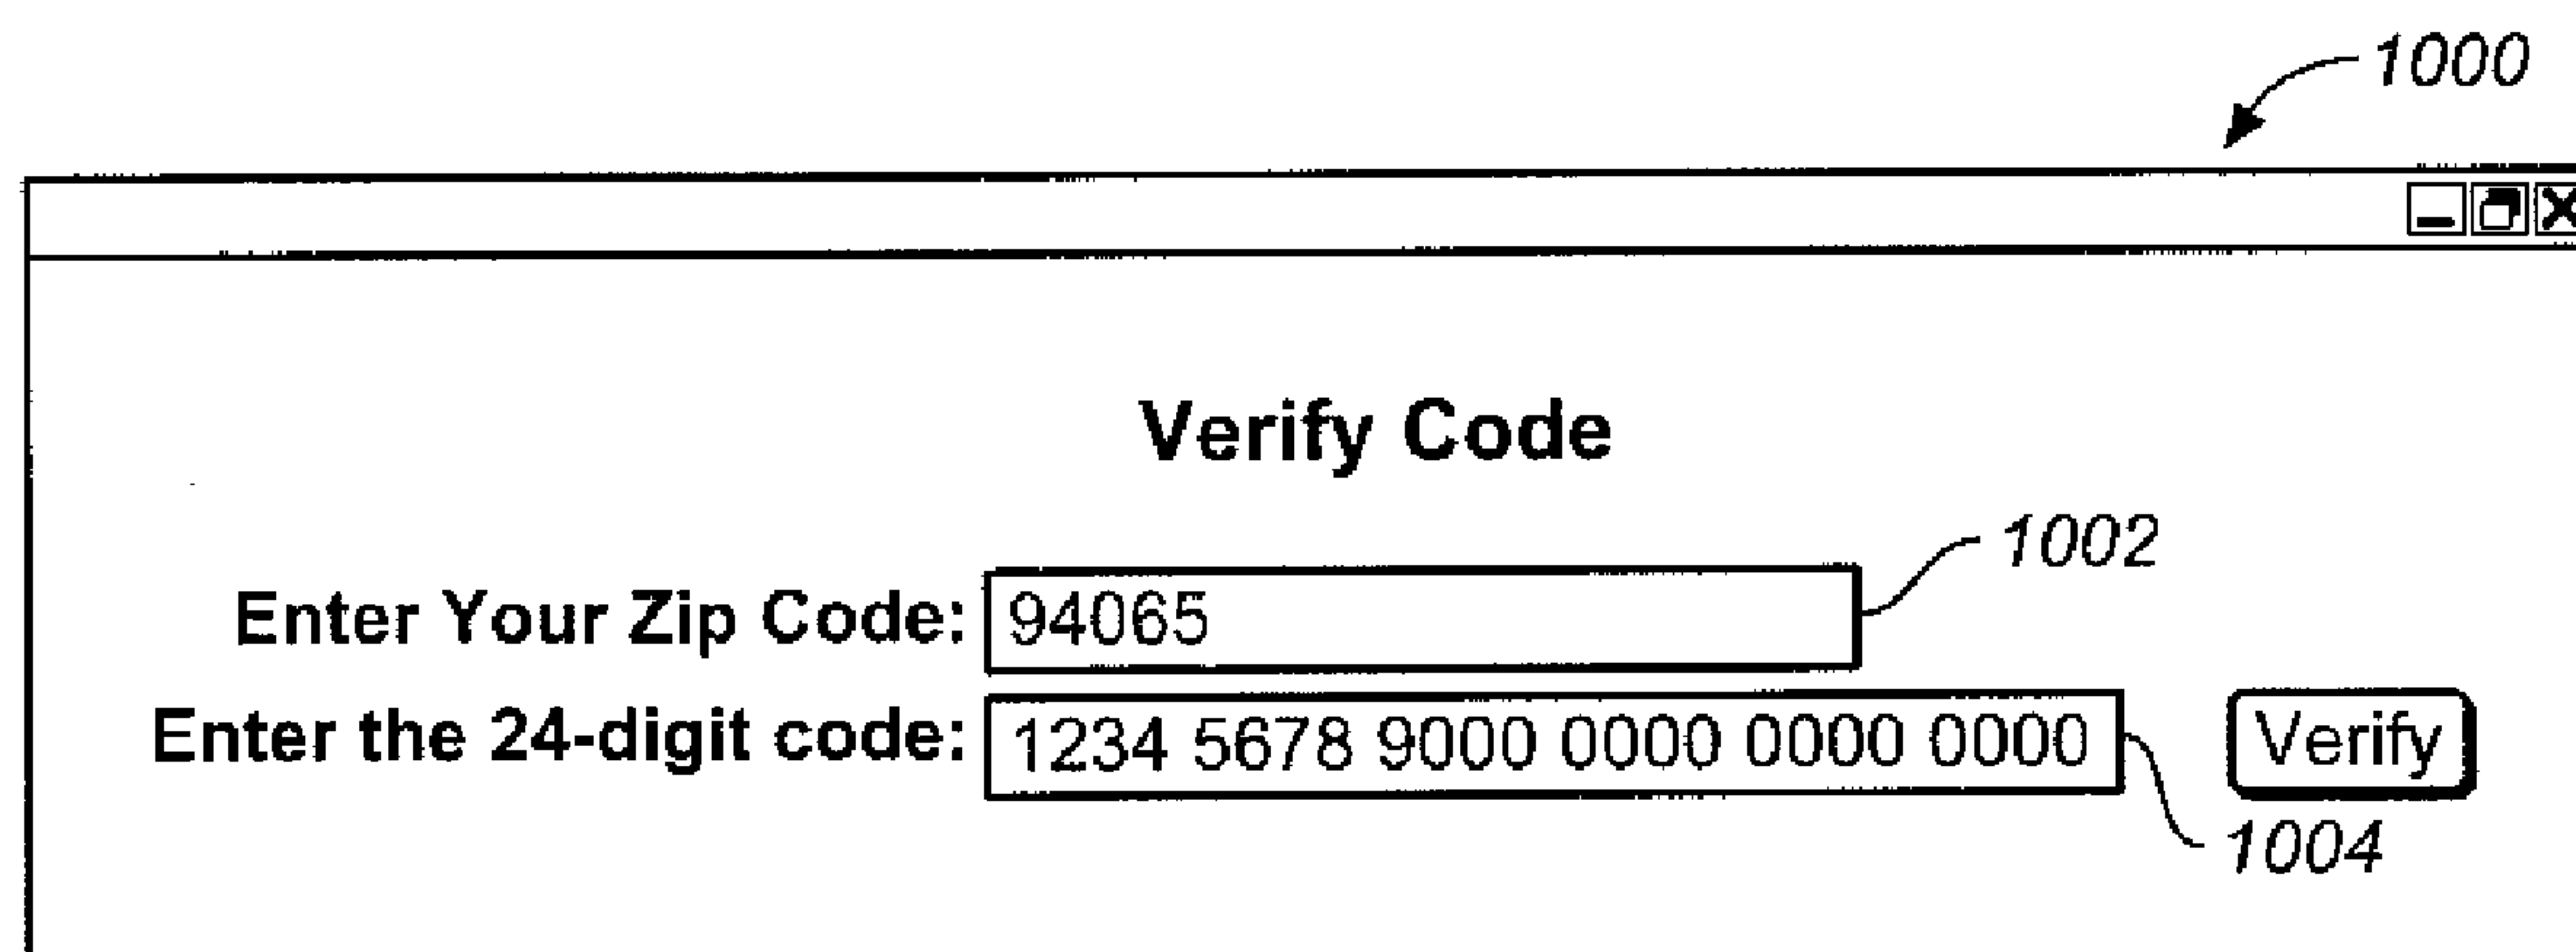 1000
Verify Code
1002
Enter Your Zip Code: 94065
Enter the 24-digit code: 1234 5678 9000 0000 0000 0000 Verify
1004